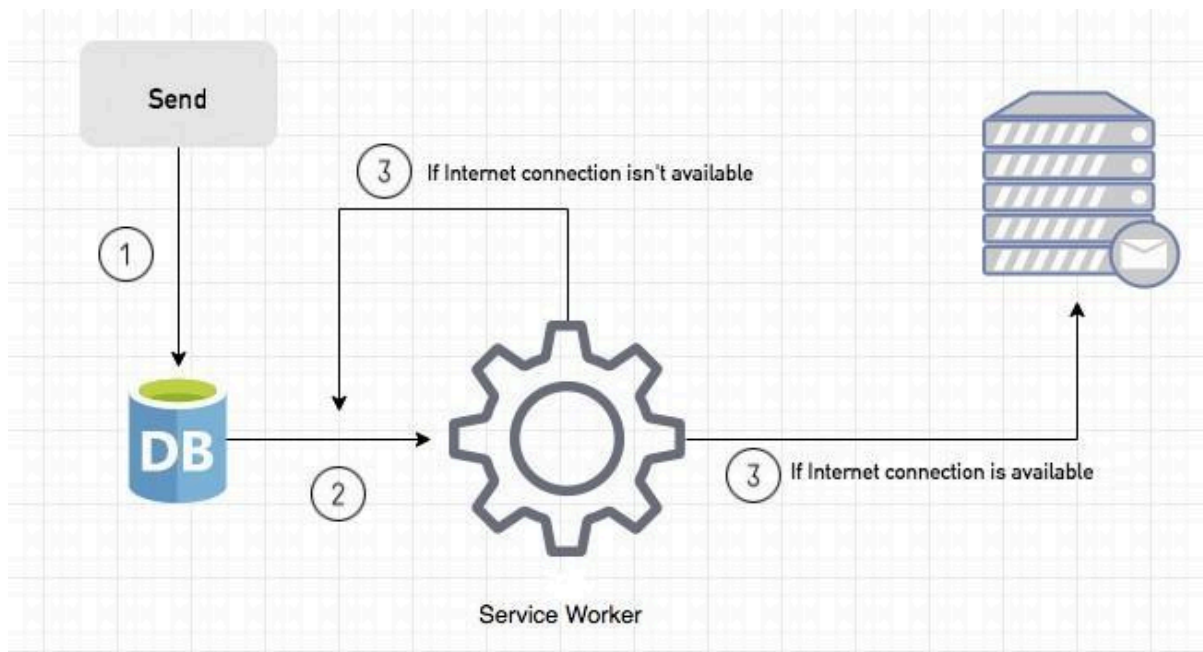 Send
3
If Internet connection isn't available
1
DB
2
3
If Internet connection is available
Service Worker